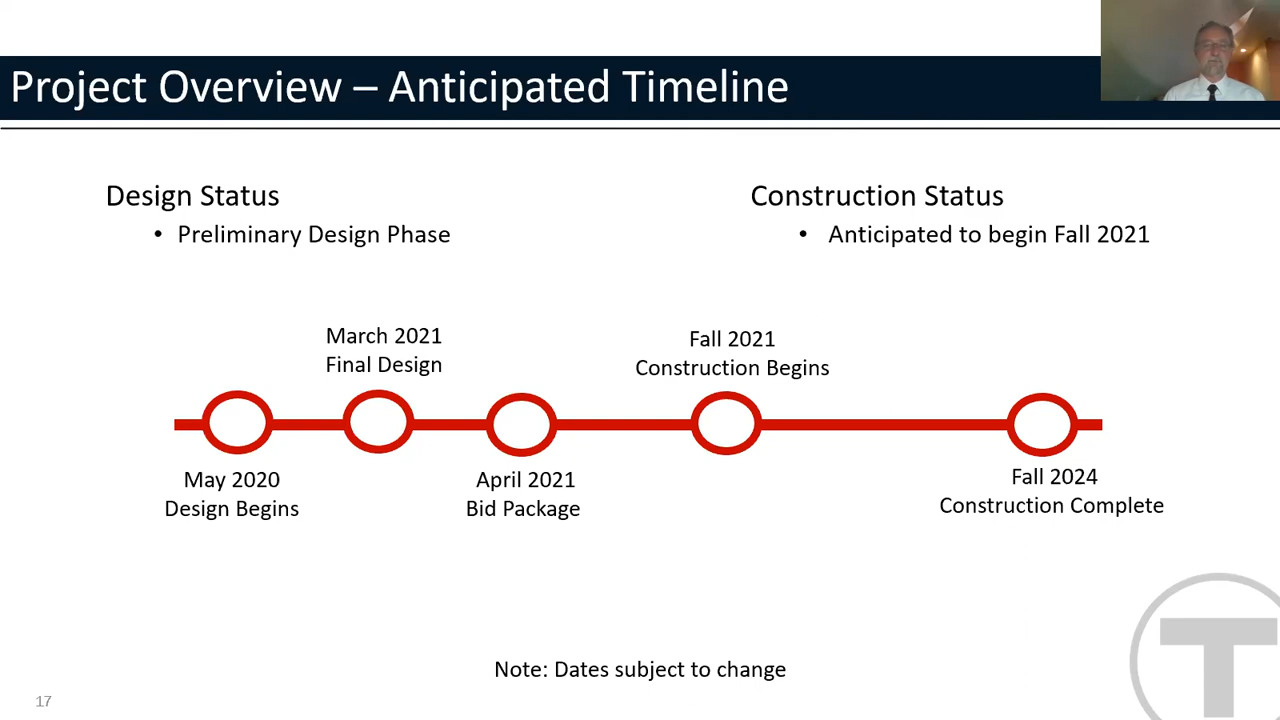 Project Overview – Anticipated Timeline
Design Status
• Preliminary Design Phase
Construction Status
• Anticipated to begin Fall 2021
March 2021
Final Design
Fall 2021
Construction Begins
May 2020
Design Begins
April 2021
Bid Package
Fall 2024
Construction Complete
Note: Dates subject to change
17
T